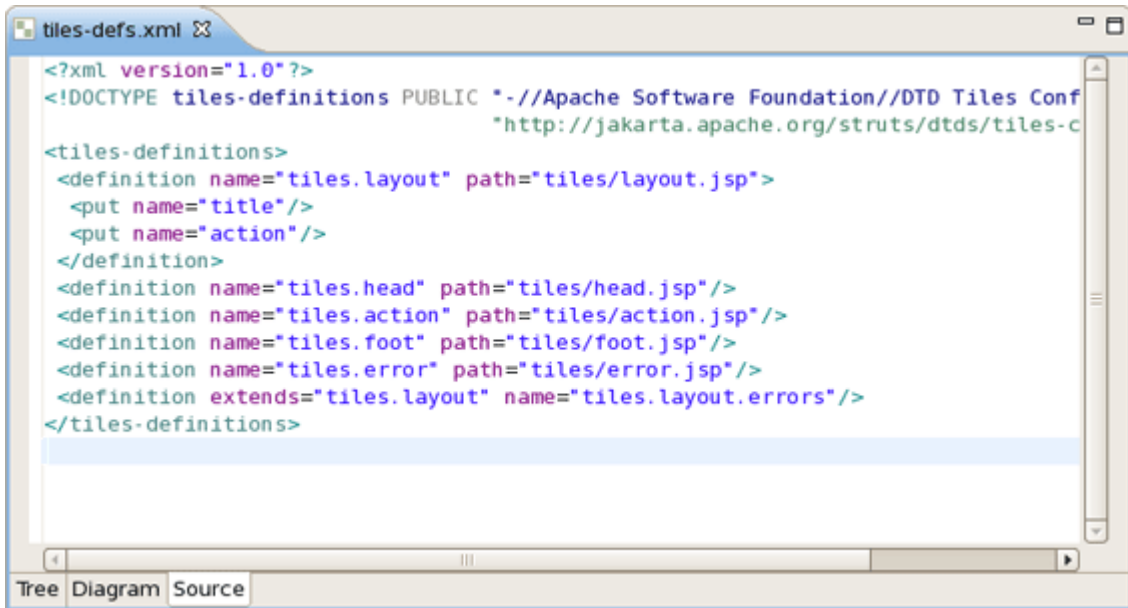 tiles-defs.xml
<?xml version="1.0"?>
<!DOCTYPE tiles-definitions PUBLIC "-//Apache Software Foundation//DTD Tiles Conf
"http://jakarta.apache.org/struts/dtds/tiles-c
<tiles-definitions>
<definition name="tiles.layout" path="tiles/layout.jsp">
<put name="title"/>
<put name="action"/>
</definition>
<definition name="tiles.head" path="tiles/head.jsp"/>
<definition name="tiles.action" path="tiles/action.jsp"/>
<definition name="tiles.foot" path="tiles/foot.jsp"/>
<definition name="tiles.error" path="tiles/error.jsp"/>
<definition extends="tiles.layout" name="tiles.layout.errors"/>
</tiles-definitions>
Tree Diagram Source